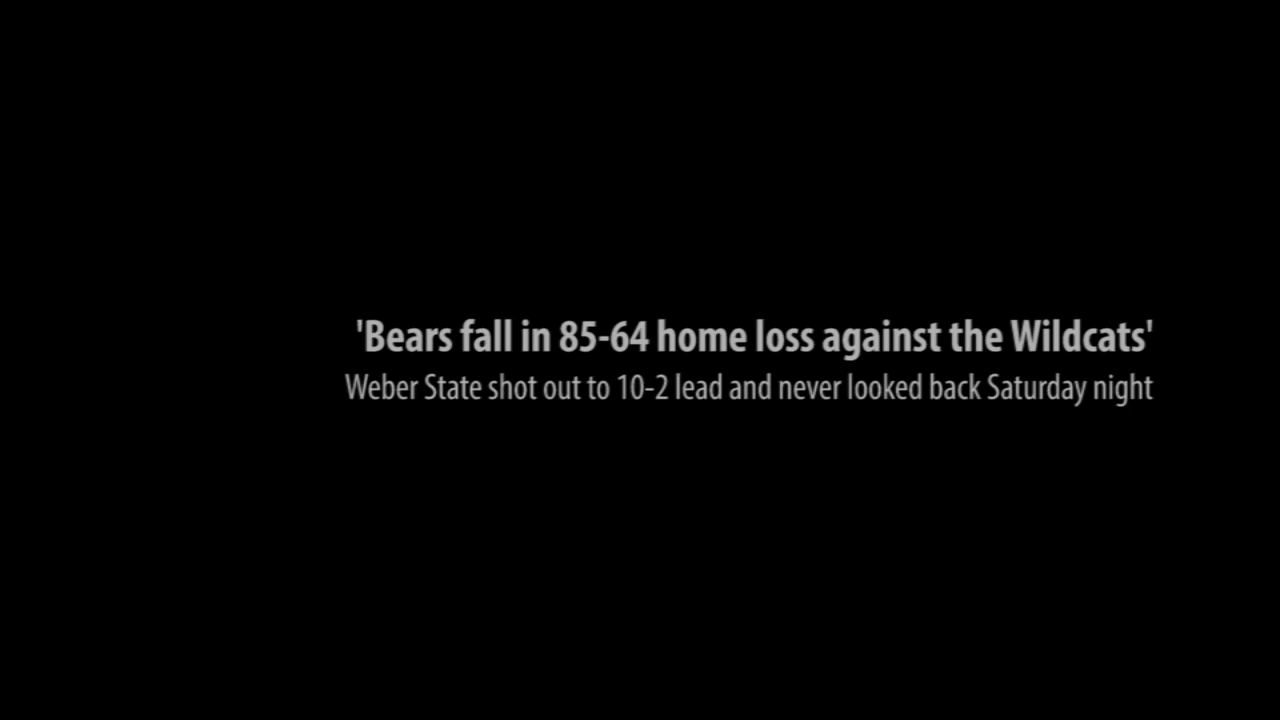 'Bears fall in 85-64 home loss against the Wildcats'
Weber State shot out to 10-2 lead and never looked back Saturday night